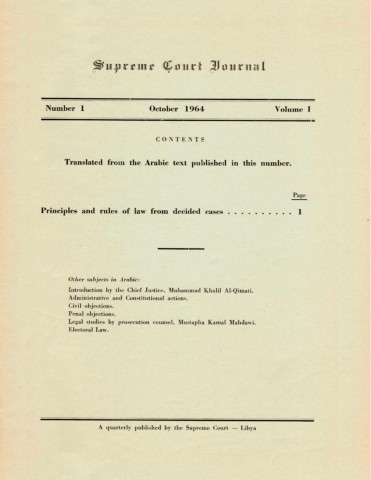 Supreme Court Journal
Number 1 October 1964 Volume I
CONTENTS
Translated from the Arabic text published in this number.
Page
Principles and rules of law from decided cases . . . . . . . . . . 1
Other subjects in Arabic:
Introduction by the Chief Justice, Muhammad Khalil Al-Qimati.
Administrative and Constitutional actions.
Civil objections.
Penal objections.
Legal studies by prosecution counsel, Mustapha Kamal Mahdawi.
Electoral Law.
A quarterly published by the Supreme Court — Libya